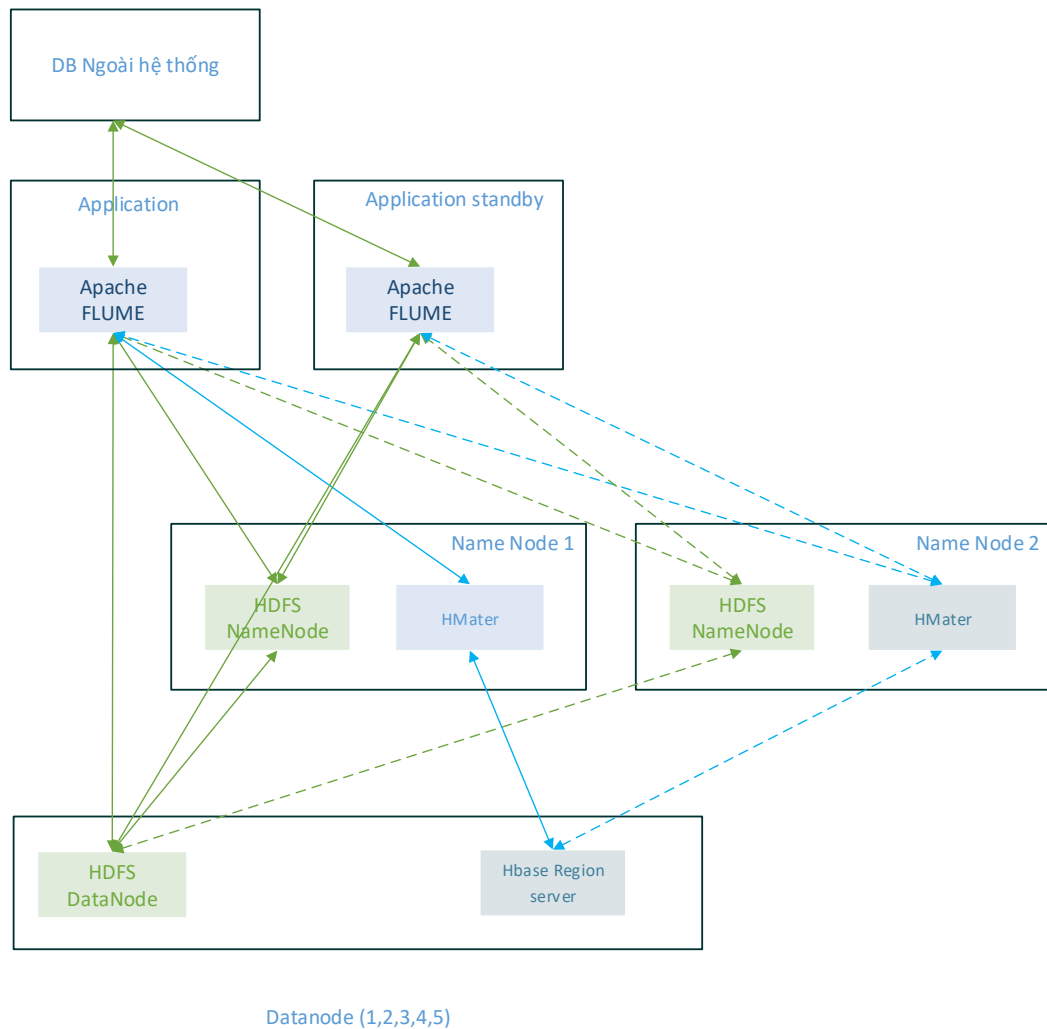 DB Ngoài hệ thống
Application
Application standby
Apache
FLUME
Apache
FLUME
Name Node 1
Name Node 2
HDFS
NameNode
HMater
HDFS
NameNode
HMater
HDFS
DataNode
Hbase Region
server
Datanode (1,2,3,4,5)